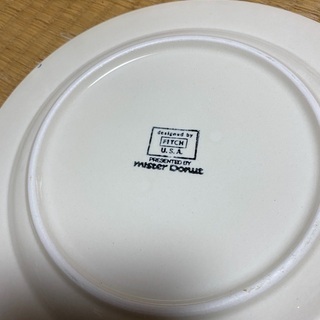 designed by
FITCH
U.S.A.
PRESENTED BY
mister Donut